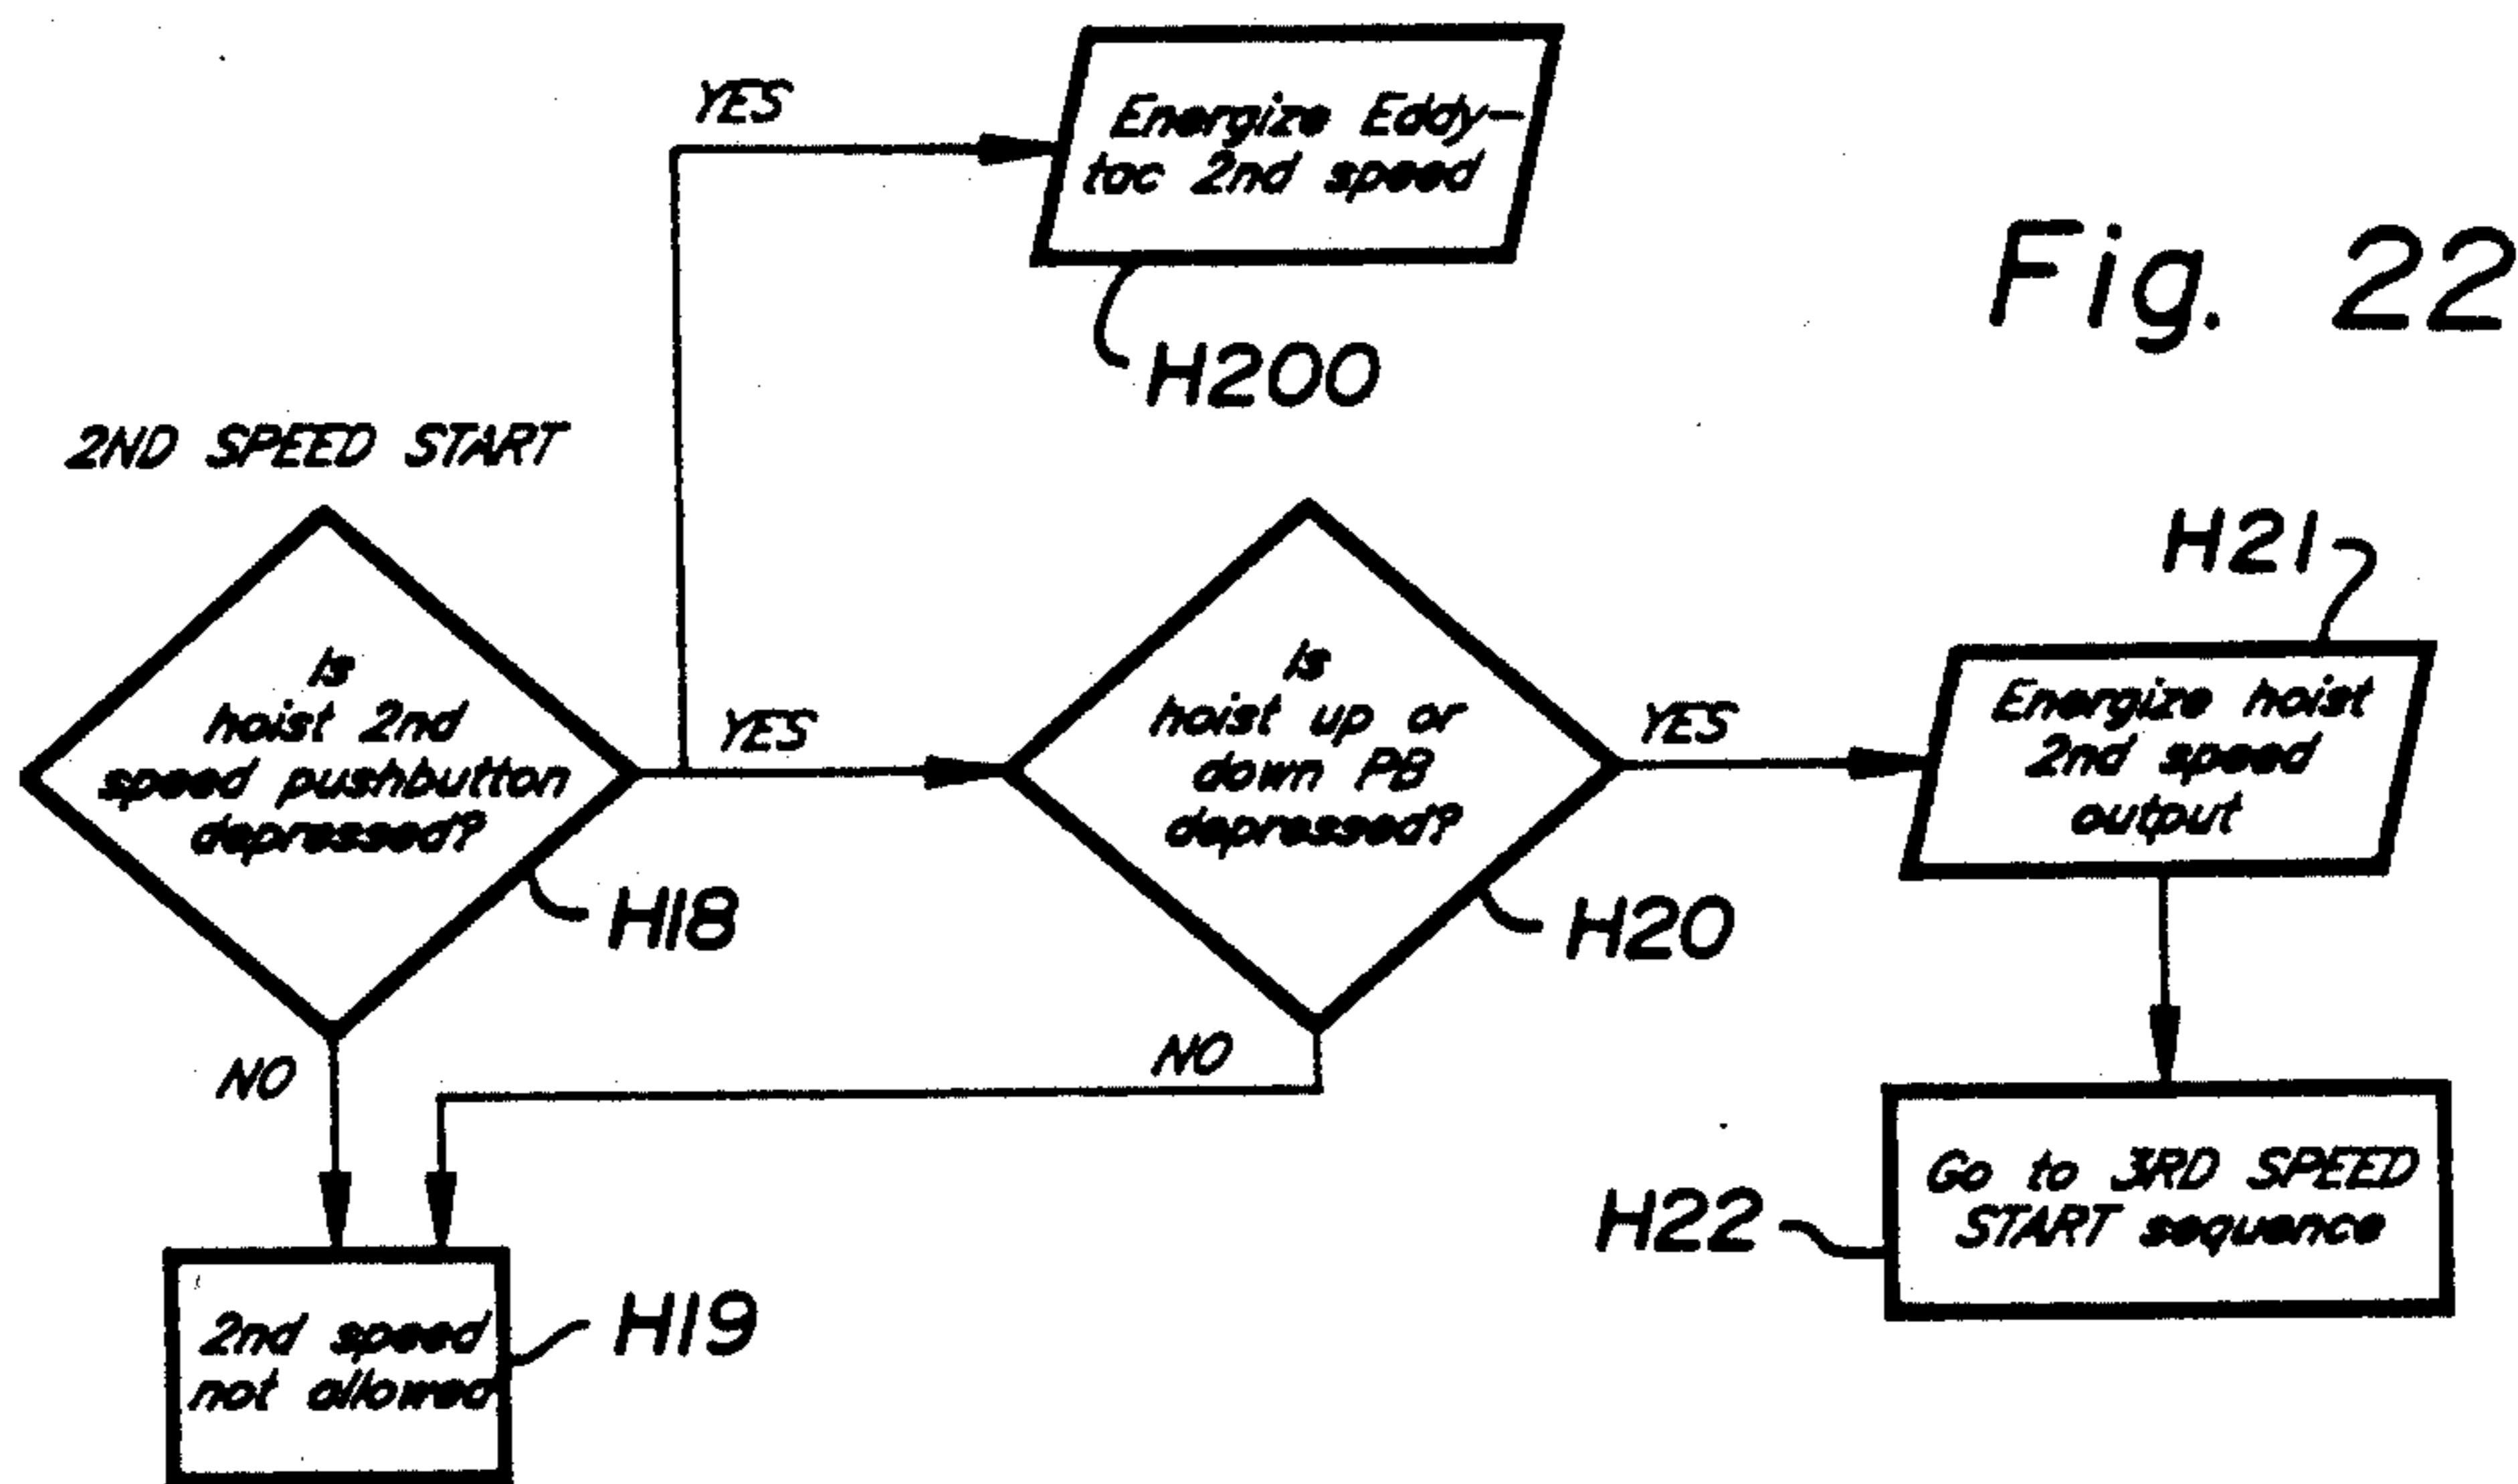 YES
Energize Eddy-
toc 2nd speed
Fig. 22
H200
2ND SPEED START
Is
hoist 2nd
speed pushbutton
depressed?
H18
YES
Is
hoist up or
down PB
depressed?
H20
YES
H21
Energize hoist
2nd speed
output
NO
NO
H22
Go to 3RD SPEED
START sequence
2nd speed
not allowed
H19